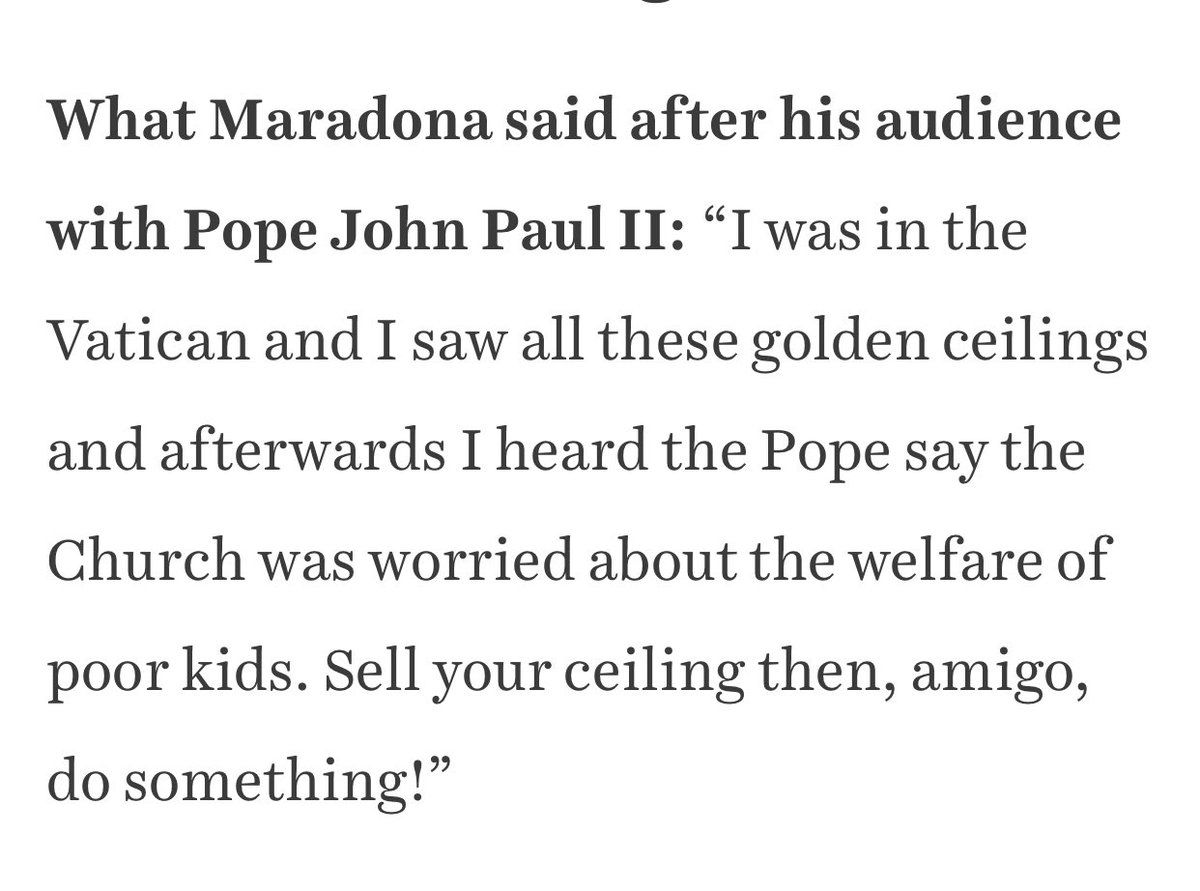 What Maradona said after his audience
with Pope John Paul II: “I was in the
Vatican and I saw all these golden ceilings
and afterwards I heard the Pope say the
Church was worried about the welfare of
poor kids. Sell your ceiling then, amigo,
do something!”